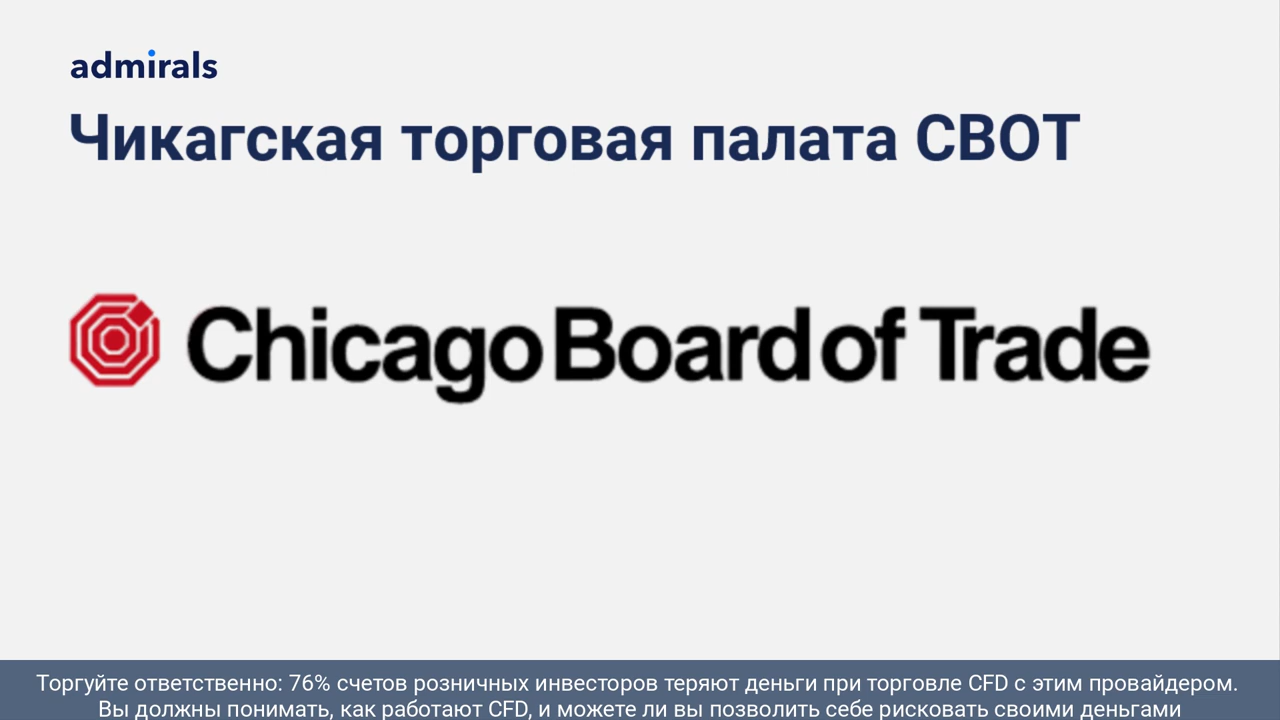 admirals
Чикагская торговая палата CBOT
Chicago Board of Trade
Торгуйте ответственно: 76% счетов розничных инвесторов теряют деньги при торговле CFD с этим провайдером.
Вы должны понимать, как работают CFD, и можете ли вы позволить себе рисковать своими деньгами